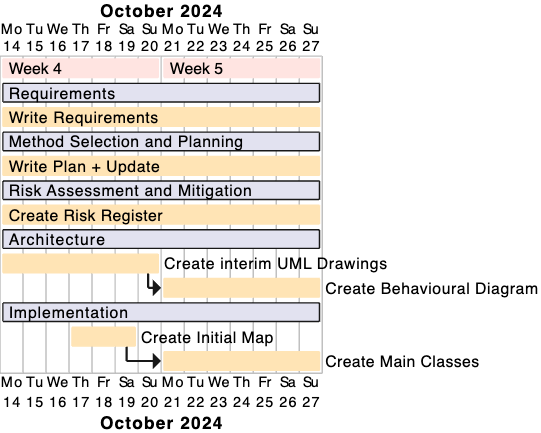 October 2024
Mo Tu We Th Fr Sa Su Mo Tu We Th Fr Sa Su
14 15 16 17 18 19 20 21 22 23 24 25 26 27
Week 4 Week 5
Requirements
Write Requirements
Method Selection and Planning
Write Plan + Update
Risk Assessment and Mitigation
Create Risk Register
Architecture
Create interim UML Drawings
Create Behavioural Diagram
Implementation
Create Initial Map
Create Main Classes
Mo Tu We Th Fr Sa Su Mo Tu We Th Fr Sa Su
14 15 16 17 18 19 20 21 22 23 24 25 26 27
October 2024